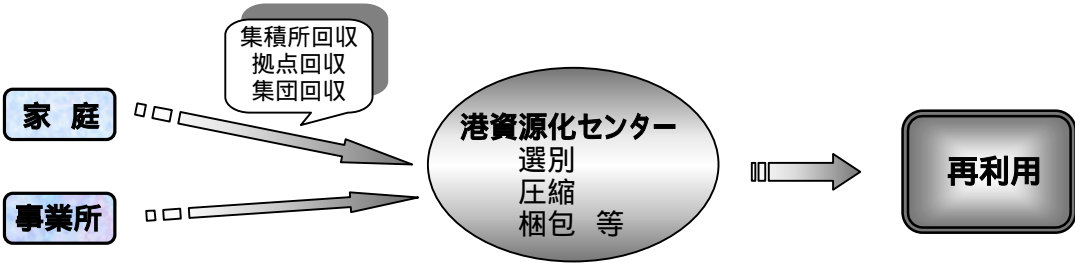 集積所回収
拠点回収
集団回収
家 庭
事業所
港資源化センター
選別
圧縮
梱包 等
再利用